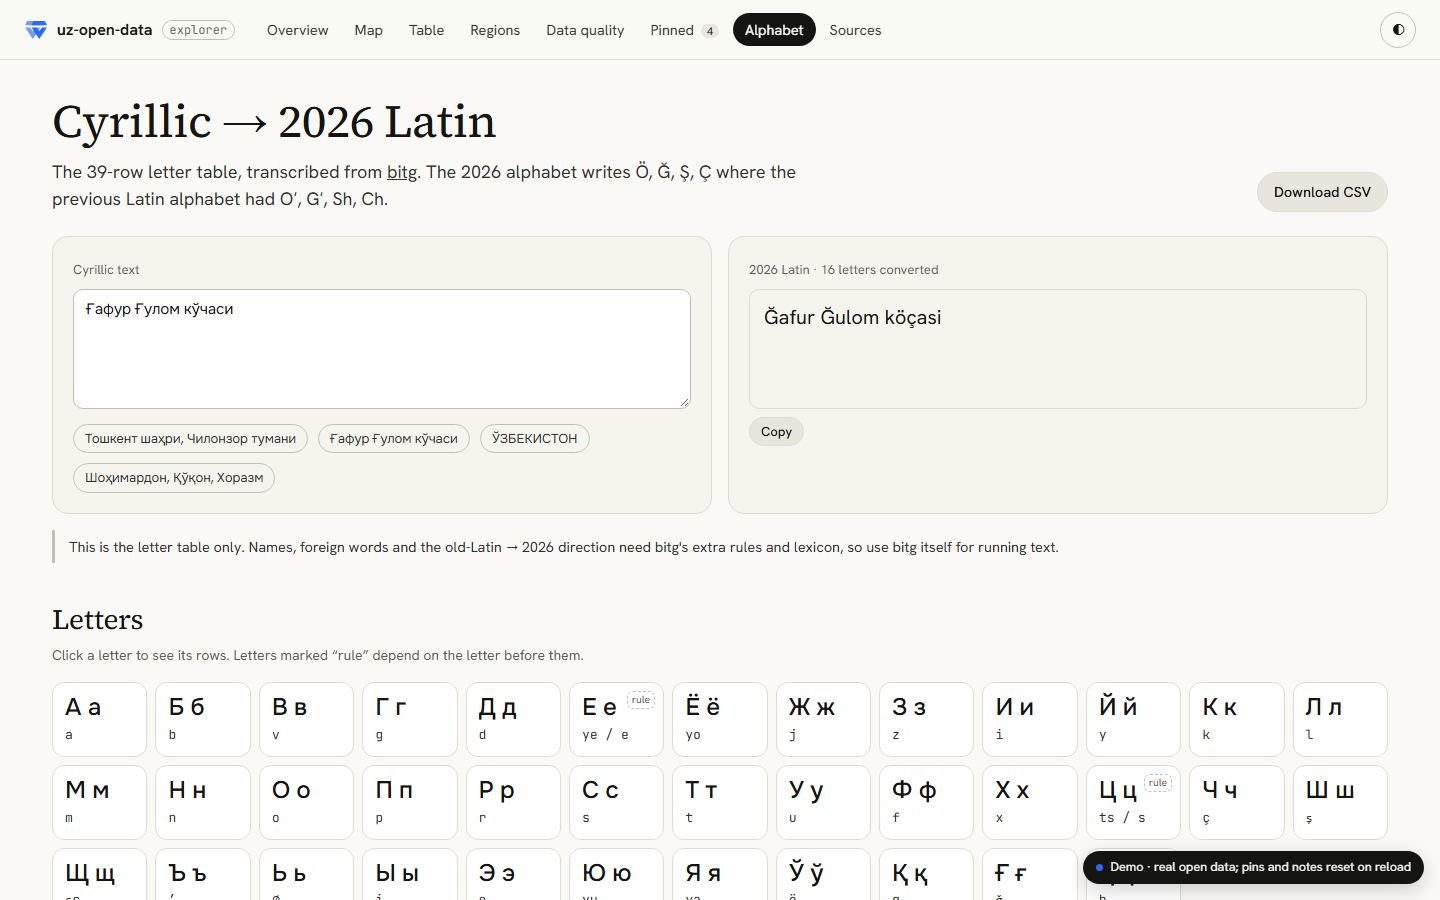 uz-open-data explorer Overview Map Table Regions Data quality Pinned 4 Alphabet Sources
Cyrillic → 2026 Latin
The 39-row letter table, transcribed from bitg. The 2026 alphabet writes Ö, Ğ, Ş, Ç where the
previous Latin alphabet had Oʻ, Gʻ, Sh, Ch.
Download CSV
Cyrillic text
Ғафур Ғулом кўчаси
Тошкент шаҳри, Чилонзор тумани
Ғафур Ғулом кўчаси
ЎЗБЕКИСТОН
Шоҳимардон, Қўқон, Хоразм
2026 Latin · 16 letters converted
Ğafur Ğulom köçasi
Copy
This is the letter table only. Names, foreign words and the old-Latin → 2026 direction need bitg's extra rules and lexicon, so use bitg itself for running text.
Letters
Click a letter to see its rows. Letters marked “rule” depend on the letter before them.
А а Б б В в Г г Д д Е е rule Ё ё Ж ж З з И и Й й К к Л л
a b v g d ye / e yo j z i y k l
М м Н н О о П п Р р С с Т т У у Ф ф Х х Ц ц rule Ч ч Ш ш
m n o p r s t u f x ts / s ç ş
Щ щ Ъ ъ Ь ь Ы ы Э э Ю ю Я я Ў ў Қ қ Ғ ғ
Demo · real open data; pins and notes reset on reload